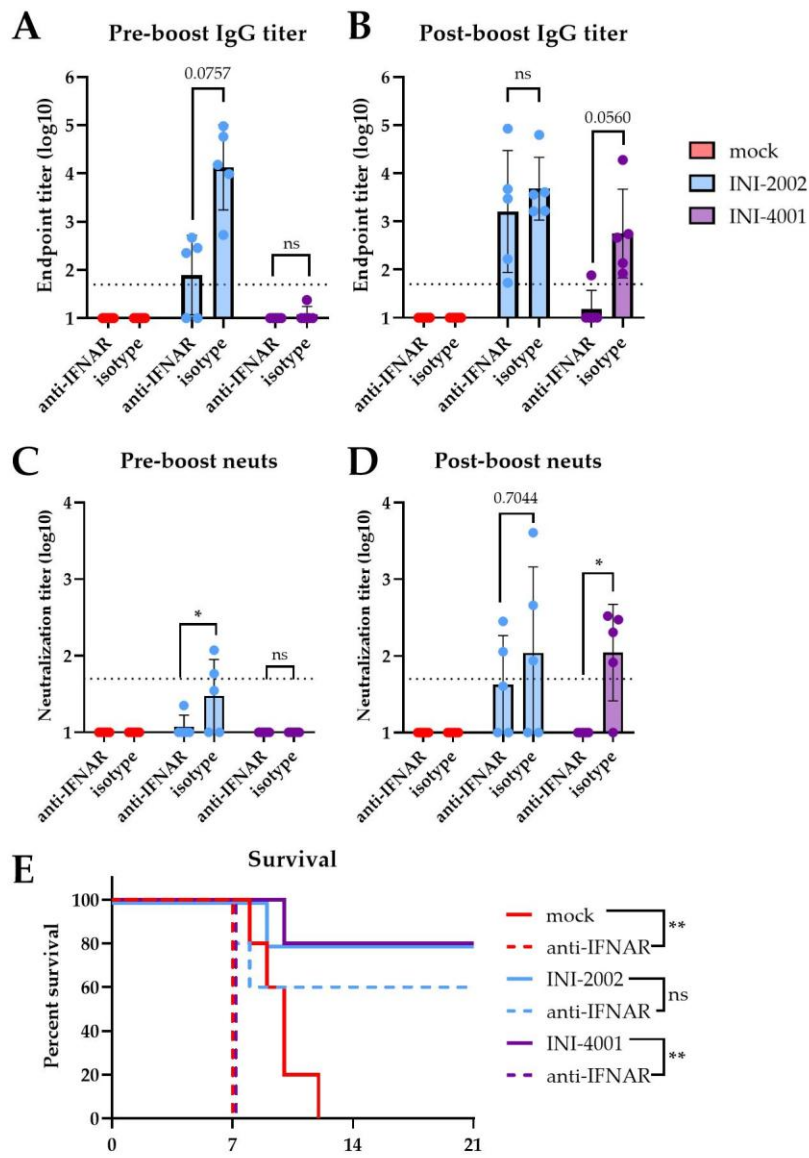 A
Pre-boost IgG titer
Endpoint titer (log10)
6
5
4
3
2
1
0.0757
ns
anti-IFNAR
isotype
anti-IFNAR
isotype
anti-IFNAR
isotype
B
Post-boost IgG titer
Endpoint titer (log10)
6
5
4
3
2
1
ns
0.0560
anti-IFNAR
isotype
anti-IFNAR
isotype
anti-IFNAR
isotype
mock
INI-2002
INI-4001
C
Pre-boost neuts
Neutralization titer (log10)
4
3
2
1
*
ns
anti-IFNAR
isotype
anti-IFNAR
isotype
anti-IFNAR
isotype
D
Post-boost neuts
Neutralization titer (log10)
4
3
2
1
0.7044
*
anti-IFNAR
isotype
anti-IFNAR
isotype
anti-IFNAR
isotype
E
Survival
Percent survival
100
80
60
40
20
0
0
7
14
21
mock
anti-IFNAR
**
INI-2002
anti-IFNAR
ns
INI-4001
anti-IFNAR
**